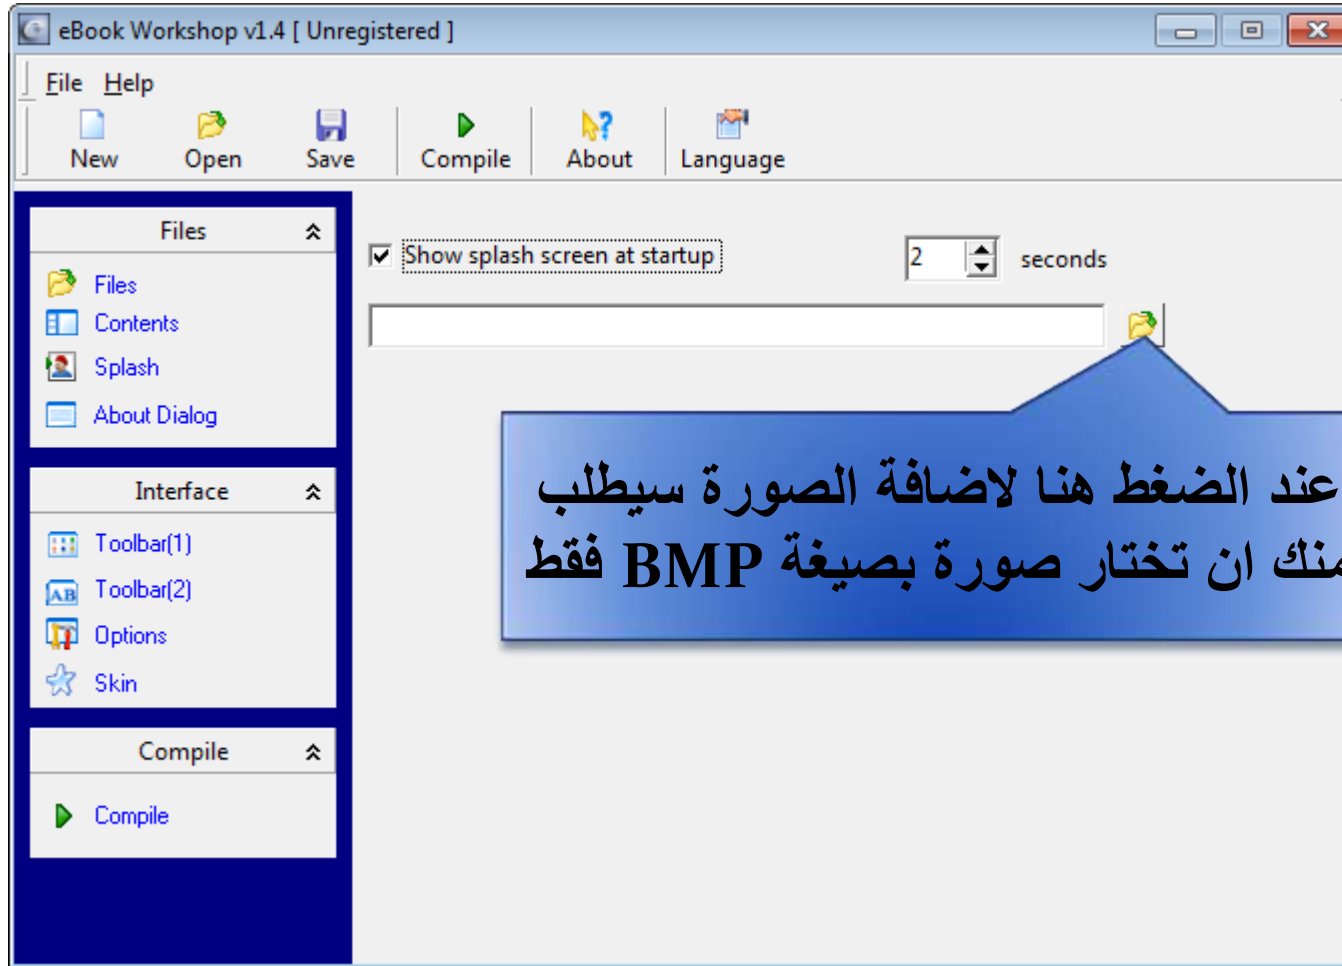 eBook Workshop v1.4 [ Unregistered ]
File Help
New Open Save Compile About Language
Files
Files
Contents
Splash
About Dialog
Interface
Toolbar(1)
Toolbar(2)
Options
Skin
Compile
Compile
Show splash screen at startup 2 seconds
عند الضغط هنا لاضافة الصورة سيطلب
منك ان تختار صورة بصيغة BMP فقط